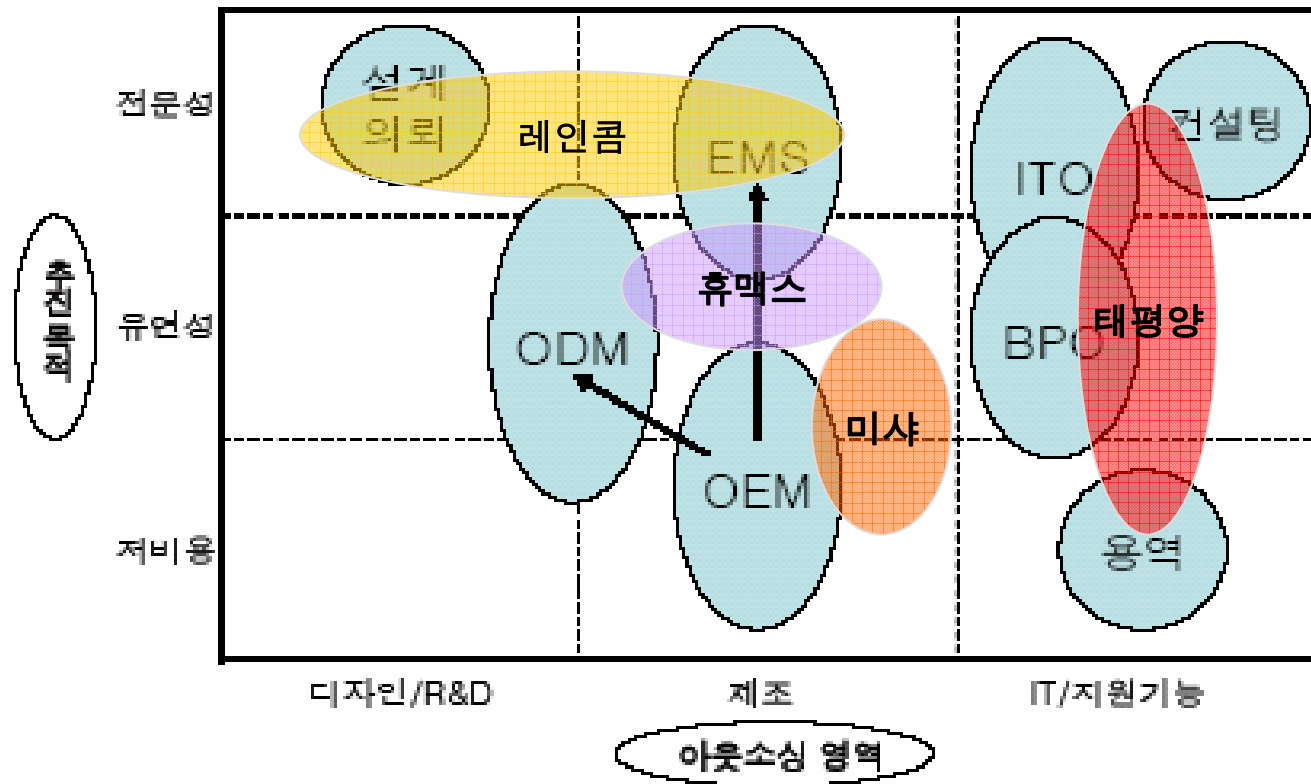 전문성
설계
의뢰
레인콤
EMS
ITO
컨설팅
추진목적
유연성
ODM
휴맥스
BPO
태평양
미샤
OEM
저비용
용역
디자인/R&D
제조
IT/지원기능
아웃소싱 영역